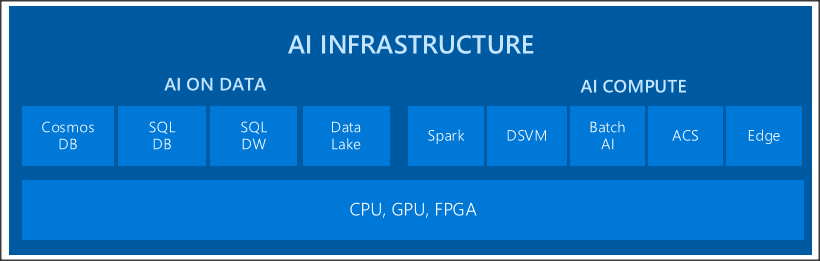 AI INFRASTRUCTURE
AI ON DATA
AI COMPUTE
Cosmos
DB
SQL
DB
SQL
DW
Data
Lake
Spark
DSVM
Batch
AI
ACS
Edge
CPU, GPU, FPGA